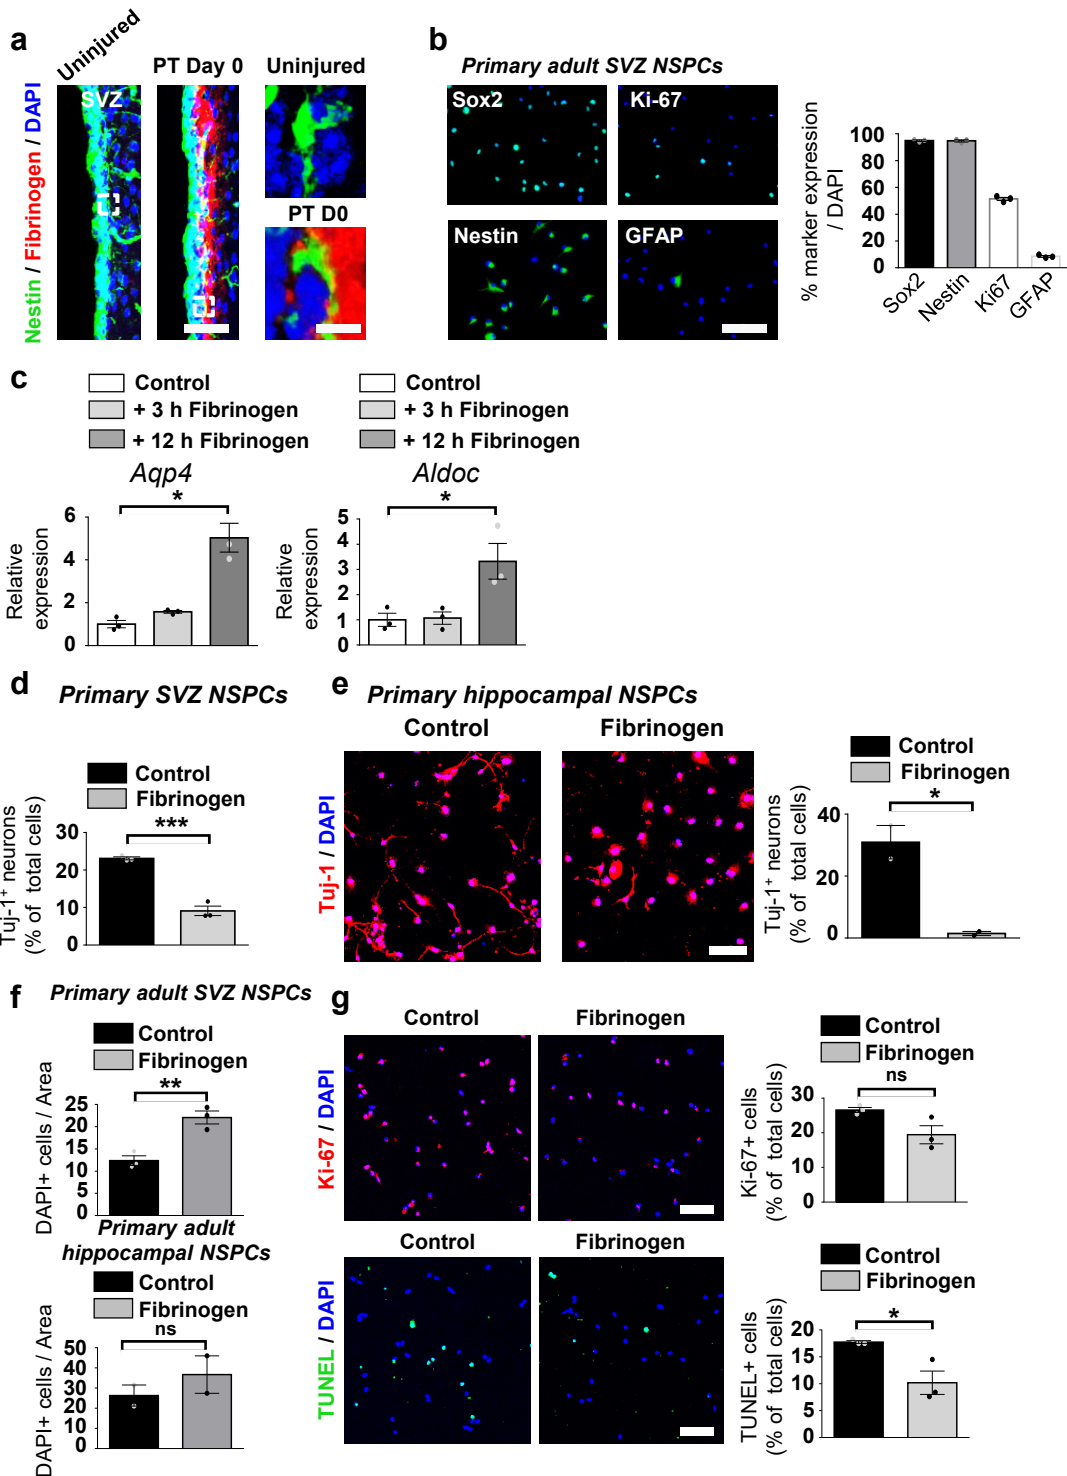 a
Uninjured
PT Day 0
Uninjured
SVZ
PT D0
Nestin / Fibrinogen / DAPI
b
Primary adult SVZ NSPCs
Sox2
Ki-67
Nestin
GFAP
% marker expression
/ DAPI
100
80
60
40
20
0
Sox2
Nestin
Ki67
GFAP
c
Control
+ 3 h Fibrinogen
+ 12 h Fibrinogen
Aqp4
*
Relative
expression
6
4
2
0
Control
+ 3 h Fibrinogen
+ 12 h Fibrinogen
Aldoc
*
Relative
expression
5
4
3
2
1
0
d
Primary SVZ NSPCs
Control
Fibrinogen
***
Tuj-1+ neurons
(% of total cells)
30
20
10
0
e
Primary hippocampal NSPCs
Control
Fibrinogen
Tuj-1 / DAPI
Control
Fibrinogen
*
Tuj-1+ neurons
(% of total cells)
40
20
0
f
Primary adult SVZ NSPCs
Control
Fibrinogen
**
DAPI+ cells / Area
25
20
15
10
5
0
Primary adult
hippocampal NSPCs
Control
Fibrinogen
ns
DAPI+ cells / Area
50
40
30
20
10
0
g
Control
Fibrinogen
Ki-67 / DAPI
Control
Fibrinogen
ns
Ki-67+ cells
(% of total cells)
30
20
10
0
Control
Fibrinogen
TUNEL / DAPI
Control
Fibrinogen
*
TUNEL+ cells
(% of total cells)
20
15
10
5
0